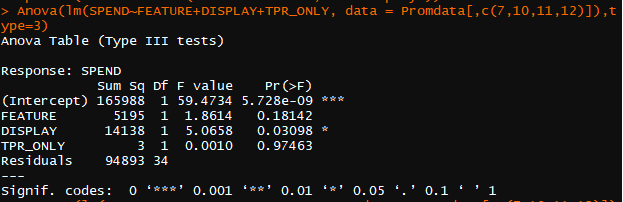 > Anova(lm(SPEND~FEATURE+DISPLAY+TPR_ONLY, data = Promdata[,c(7,10,11,12)]),t
ype=3)
Anova Table (Type III tests)
Response: SPEND
Sum Sq Df F value Pr(>F)
(Intercept) 165988 1 59.4734 5.728e-09 ***
FEATURE 5195 1 1.8614 0.18142
DISPLAY 14138 1 5.0658 0.03098 *
TPR_ONLY 3 1 0.0010 0.97463
Residuals 94893 34
---
Signif. codes: 0 ‘***’ 0.001 ‘**’ 0.01 ‘*’ 0.05 ‘.’ 0.1 ‘ ’ 1